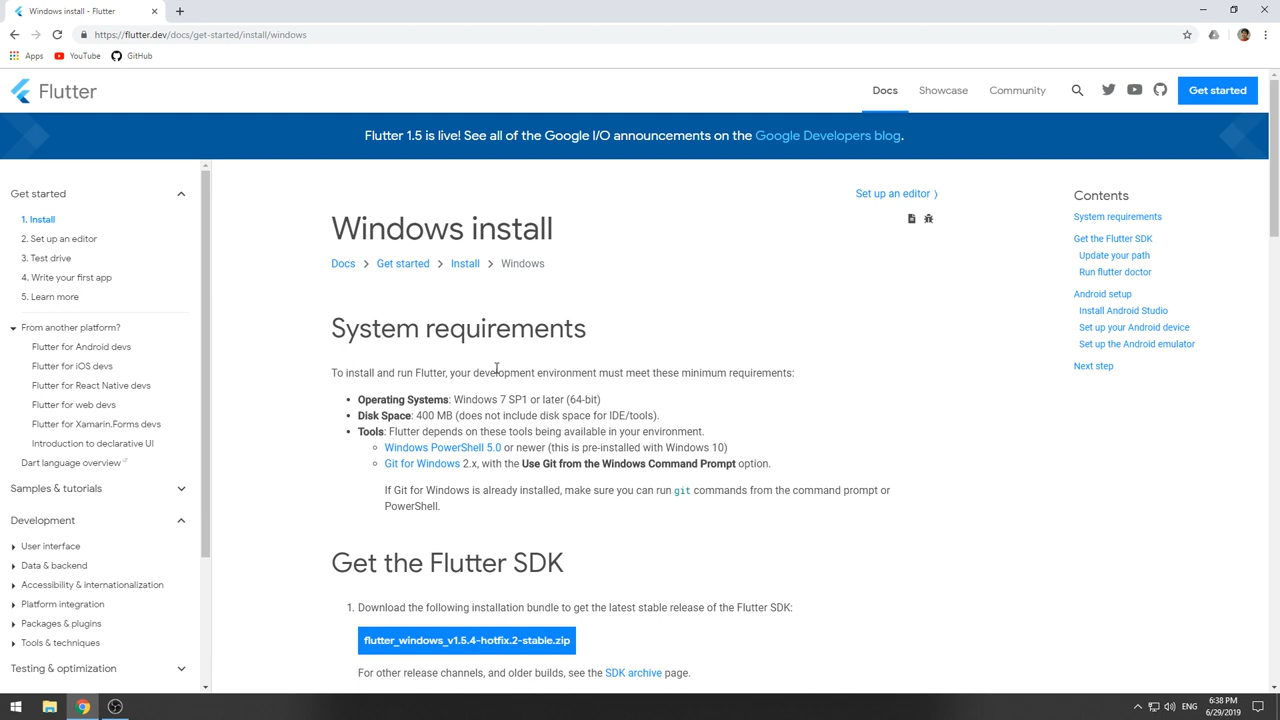 Windows install - Flutter
https://flutter.dev/docs/get-started/install/windows
Apps YouTube GitHub
Flutter
Docs Showcase Community Get started
Flutter 1.5 is live! See all of the Google I/O announcements on the Google Developers blog.
Get started
1. Install
2. Set up an editor
3. Test drive
4. Write your first app
5. Learn more
From another platform?
Flutter for Android devs
Flutter for iOS devs
Flutter for React Native devs
Flutter for web devs
Flutter for Xamarin.Forms devs
Introduction to declarative UI
Dart language overview
Samples & tutorials
Development
User interface
Data & backend
Accessibility & internationalization
Platform integration
Packages & plugins
Tools & techniques
Testing & optimization
Set up an editor
Windows install
Docs Get started Install Windows
System requirements
To install and run Flutter, your development environment must meet these minimum requirements:
Operating Systems: Windows 7 SP1 or later (64-bit)
Disk Space: 400 MB (does not include disk space for IDE/tools).
Tools: Flutter depends on these tools being available in your environment.
Windows PowerShell 5.0 or newer (this is pre-installed with Windows 10)
Git for Windows 2.x, with the Use Git from the Windows Command Prompt option.
If Git for Windows is already installed, make sure you can run git commands from the command prompt or
PowerShell.
Get the Flutter SDK
1. Download the following installation bundle to get the latest stable release of the Flutter SDK:
flutter_windows_v1.5.4-hotfix.2-stable.zip
For other release channels, and older builds, see the SDK archive page.
Contents
System requirements
Get the Flutter SDK
Update your path
Run flutter doctor
Android setup
Install Android Studio
Set up your Android device
Set up the Android emulator
Next step
ENG
6:38 PM
6/29/2019